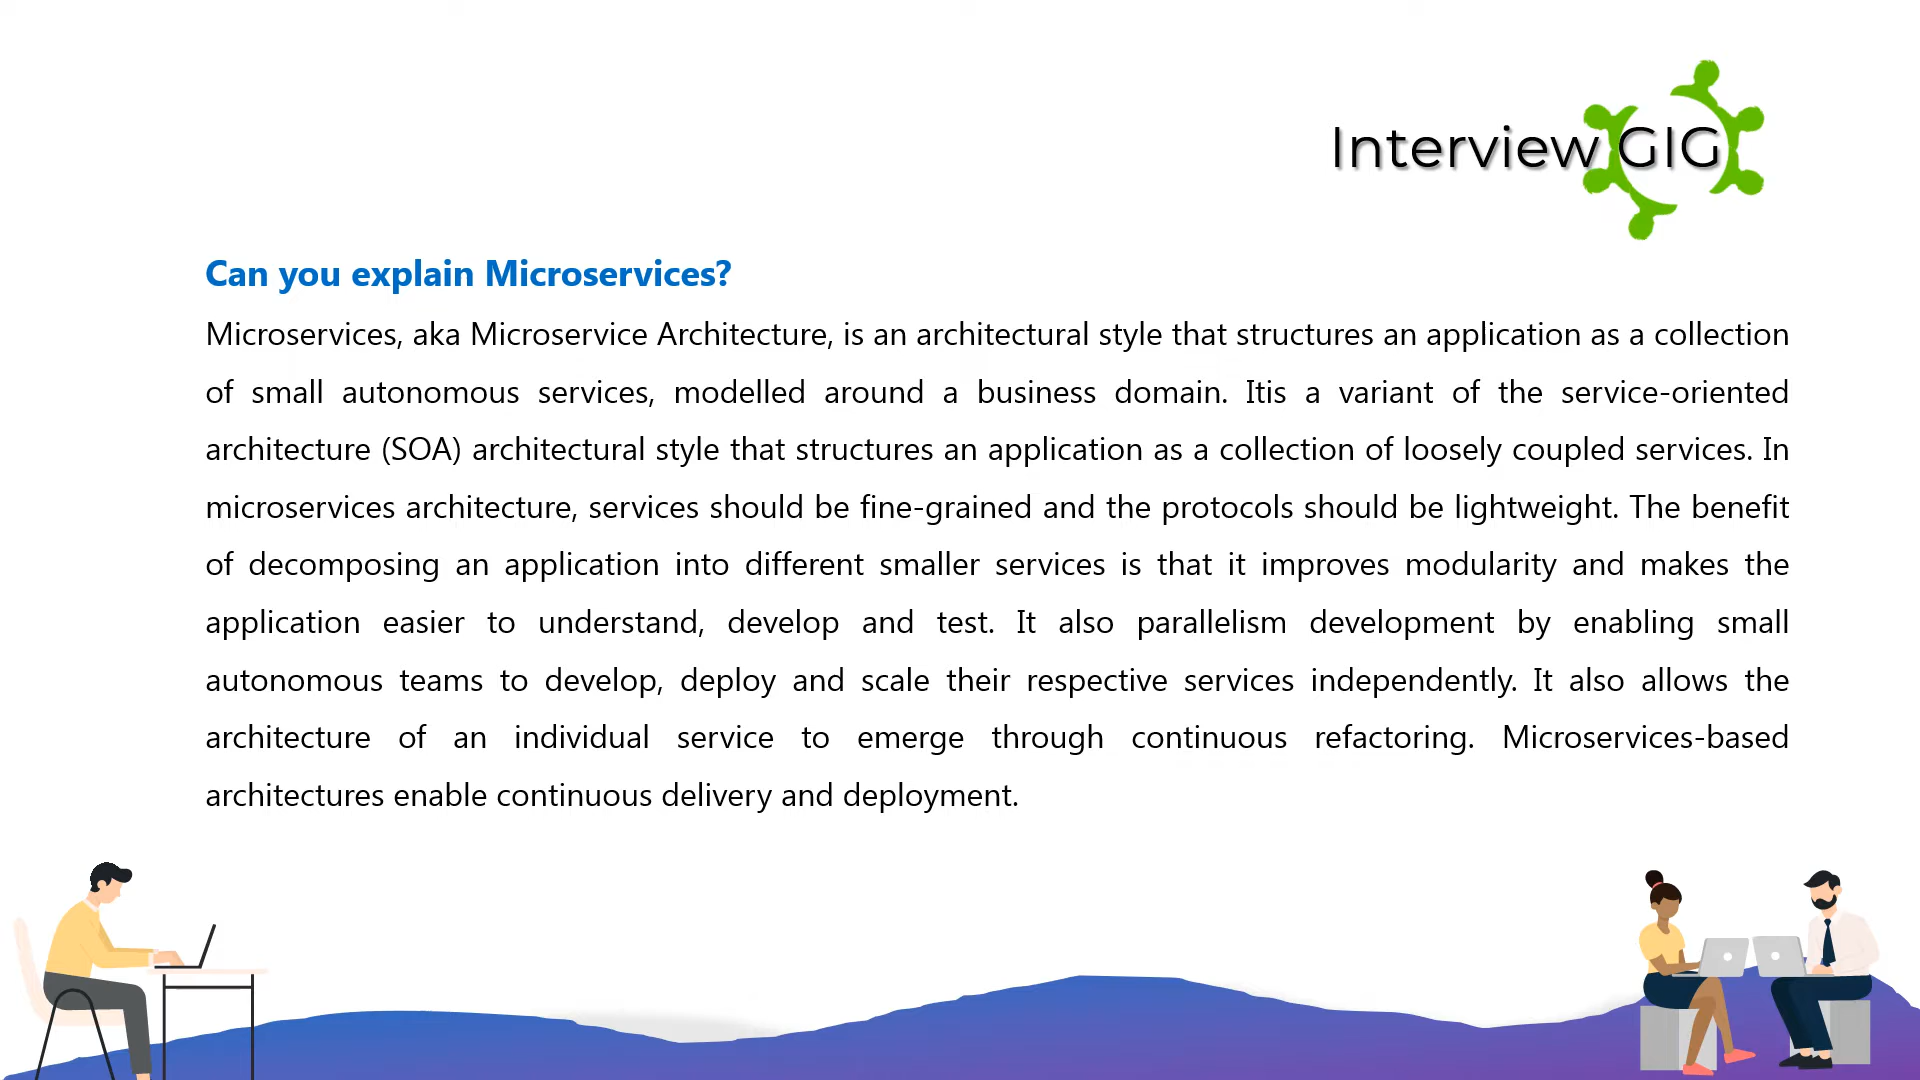 Interview GIG
Can you explain Microservices?
Microservices, aka Microservice Architecture, is an architectural style that structures an application as a collection
of small autonomous services, modelled around a business domain. Itis a variant of the service-oriented
architecture (SOA) architectural style that structures an application as a collection of loosely coupled services. In
microservices architecture, services should be fine-grained and the protocols should be lightweight. The benefit
of decomposing an application into different smaller services is that it improves modularity and makes the
application easier to understand, develop and test. It also parallelism development by enabling small
autonomous teams to develop, deploy and scale their respective services independently. It also allows the
architecture of an individual service to emerge through continuous refactoring. Microservices-based
architectures enable continuous delivery and deployment.